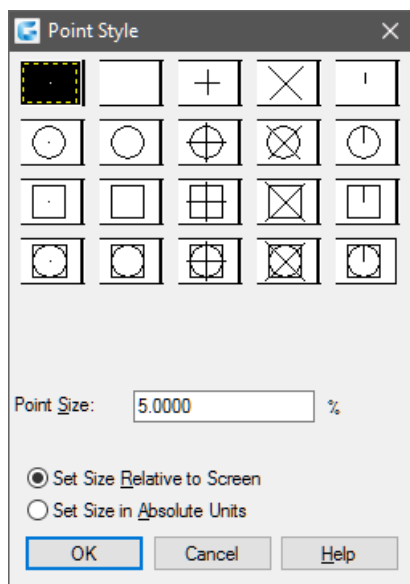 Point Style
Point Size: 5.0000 %
Set Size Relative to Screen
Set Size in Absolute Units
OK Cancel Help